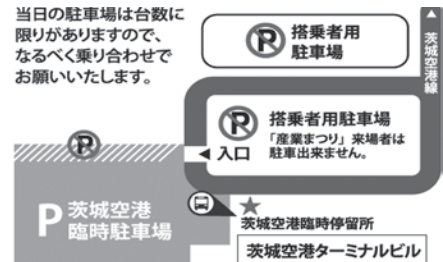 当日の駐車場は台数に
限りがありますので、
なるべく乗り合わせで
お願いいたします。
P 搭乗者用
駐車場
茨城空港線
P 搭乗者用駐車場
「産業まつり」来場者は
駐車出来ません。
入口
P
P 茨城空港
臨時駐車場
茨城空港臨時停留所
茨城空港ターミナルビル